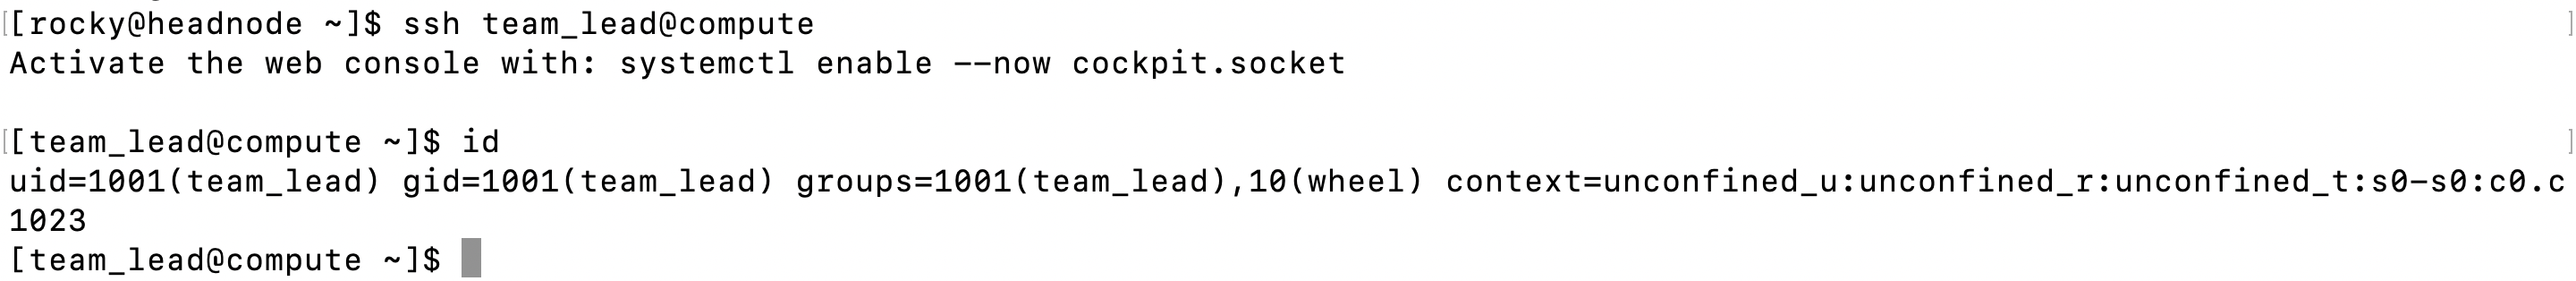 [rocky@headnode ~]$ ssh team_lead@compute
Activate the web console with: systemctl enable --now cockpit.socket
[team_lead@compute ~]$ id
uid=1001(team_lead) gid=1001(team_lead) groups=1001(team_lead),10(wheel) context=unconfined_u:unconfined_r:unconfined_t:s0-s0:c0.c
1023
[team_lead@compute ~]$